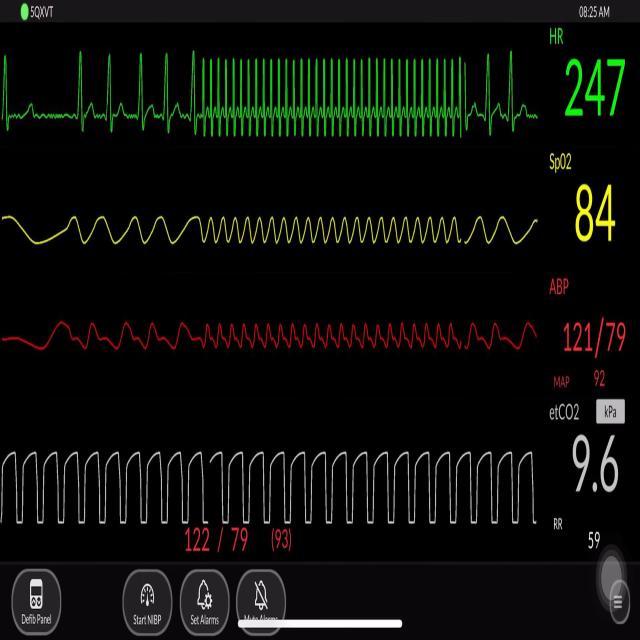 5QXVT
08:25 AM
HR
247
SpO2
84
ABP
121/79
MAP 92
etCO2 kPa
9.6
RR
59
122 / 79 (93)
Defib Panel
Start NIBP
Set Alarms
Mute Alarms